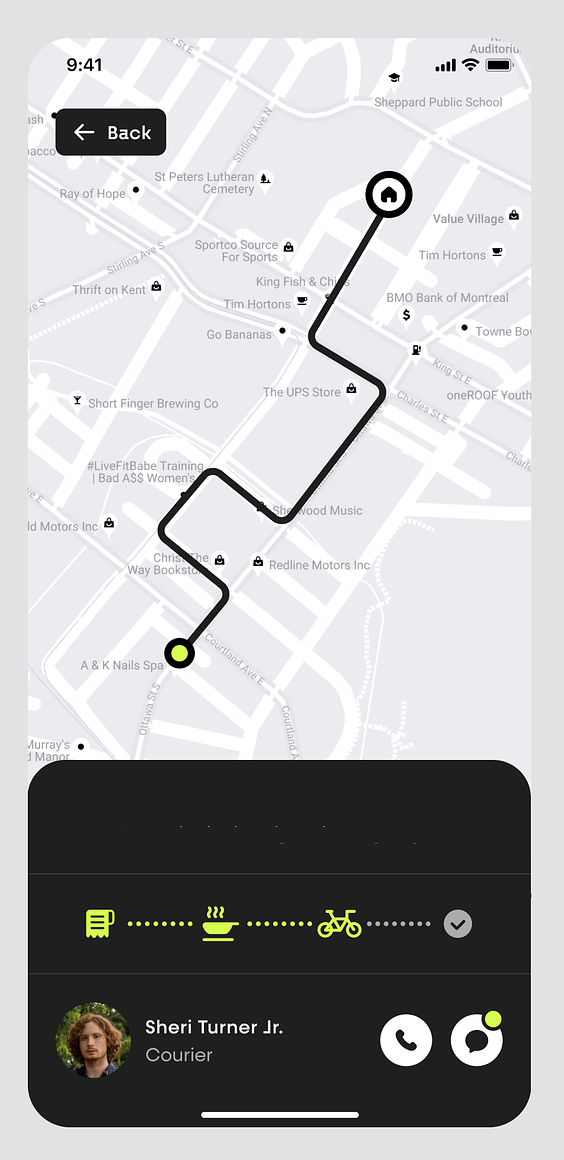 9:41
Auditoriu
Sheppard Public School
Back
ash
bacco
Stirling Ave N
St Peters Lutheran
Cemetery
Ray of Hope
Value Village
Sportco Source
For Sports
Tim Hortons
Stirling Ave S
King Fish & Chips
Thrift on Kent
BMO Bank of Montreal
Tim Hortons
ve S
Go Bananas
Towne Bow
King St E
The UPS Store
oneROOF Youth
Short Finger Brewing Co
Charles St E
Charle
#LiveFitBabe Training
| Bad A$$ Women's
ve E
Sherwood Music
ld Motors Inc
Christ The
Way Bookstore
Redline Motors Inc
Courtland Ave E
A & K Nails Spa
Ottawa St S
Courtland A
Murray's
d Manor
Sheri Turner Jr.
Courier